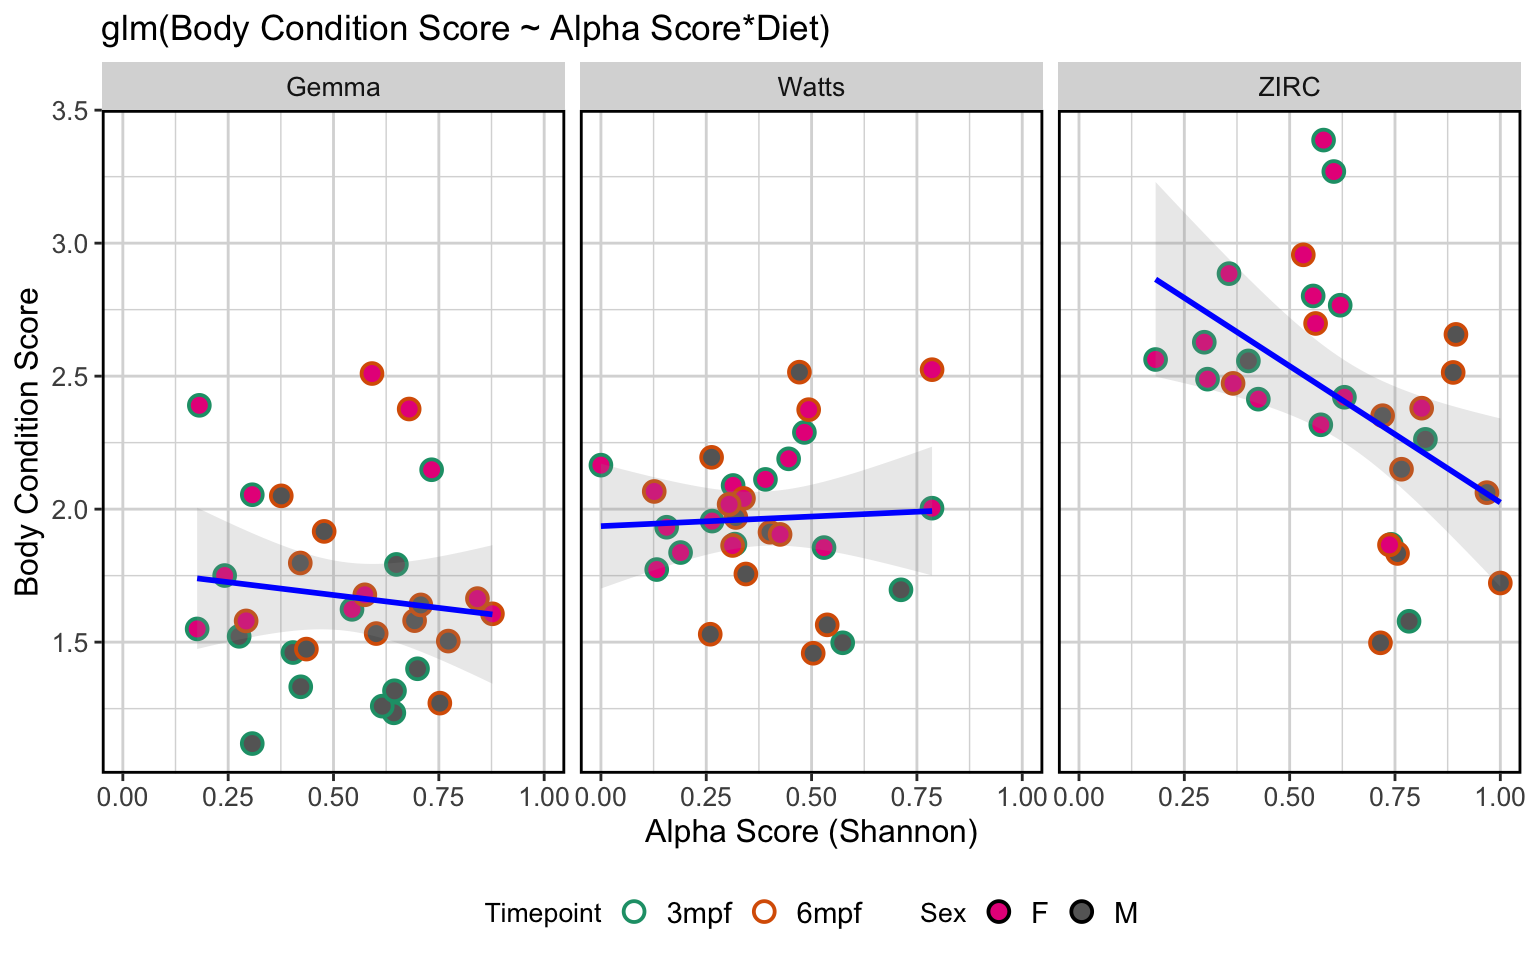 glm(Body Condition Score ~ Alpha Score*Diet)
Gemma Watts ZIRC
3.5
3.0
2.5
2.0
1.5
Body Condition Score
0.00 0.25 0.50 0.75 1.00 0.00 0.25 0.50 0.75 1.00 0.00 0.25 0.50 0.75 1.00
Alpha Score (Shannon)
Timepoint 3mpf 6mpf Sex F M